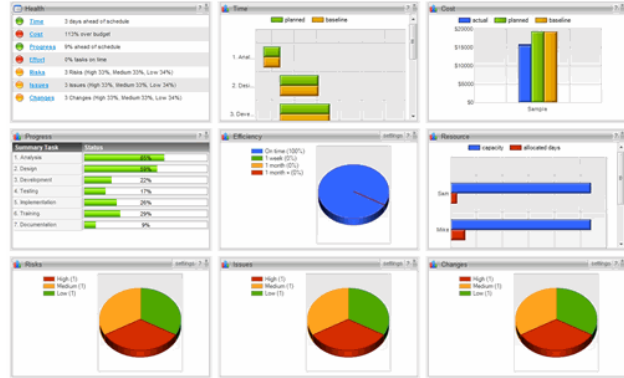 Health
Time 3 days ahead of schedule
Cost 113% over budget
Progress 9% ahead of schedule
Effort 0% tasks on line
Risks 3 Risks (High 33%, Medium 33%, Low 34%)
Issues 3 Issues (High 33%, Medium 33%, Low 34%)
Changes 3 Changes (High 33%, Medium 33%, Low 34%)
Time
planned baseline
1. Anal...
2. Desi...
3. Deve...
Cost
actual planned baseline
$20000
$15000
$10000
$5000
$0
Sample
Progress
Summary Task Status
1. Analysis
2. Design
3. Development 22%
4. Testing 17%
5. Implementation 26%
6. Training 29%
7. Documentation 9%
Efficiency settings ?
On time (100%)
1 week (0%)
1 month (0%)
1 month + (0%)
Resource
capacity allocated days
Sam
Mike
Risks settings ?
High (1)
Medium (1)
Low (1)
Issues settings ?
High (1)
Medium (1)
Low (1)
Changes settings ?
High (1)
Medium (1)
Low (1)